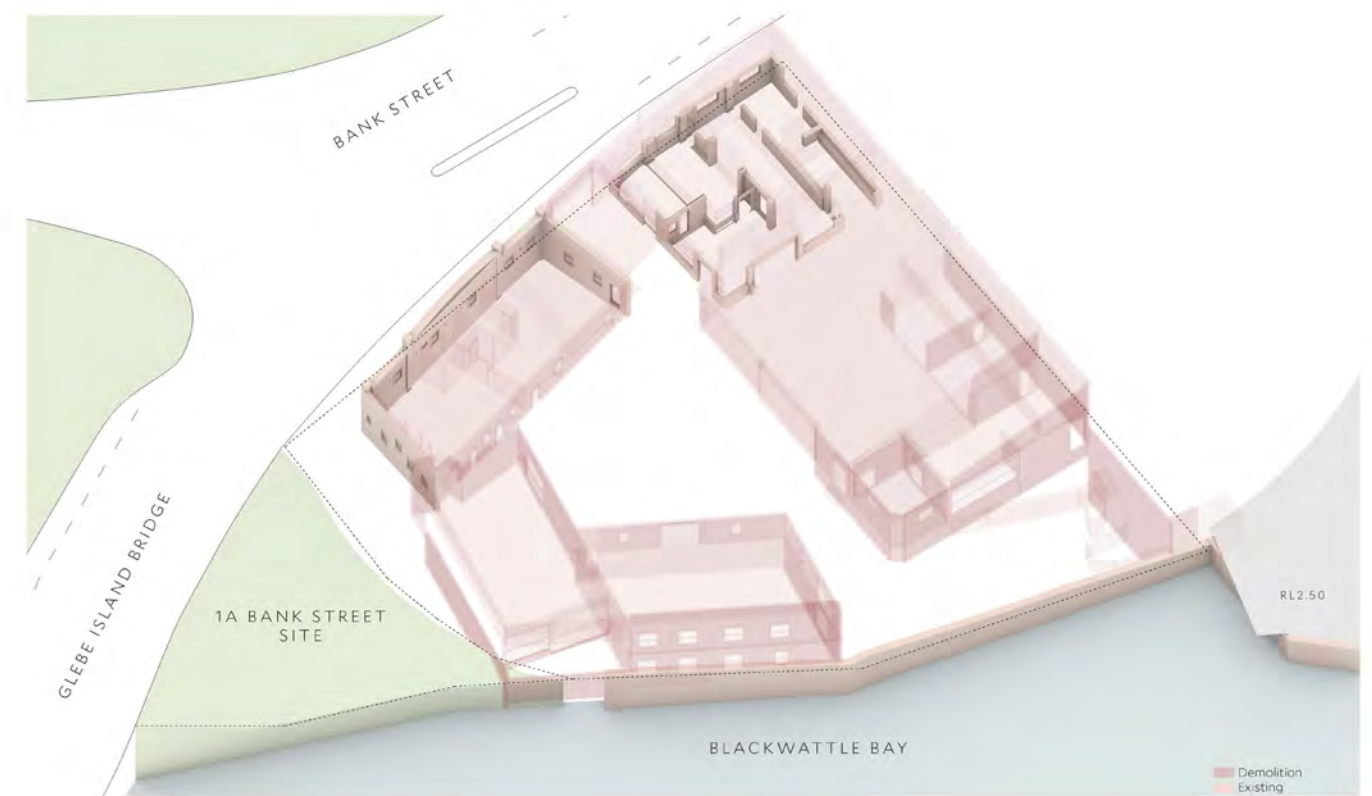 BANK STREET
GLEBE ISLAND BRIDGE
1A BANK STREET
SITE
RL2.50
BLACKWATTLE BAY
Demolition
Existing